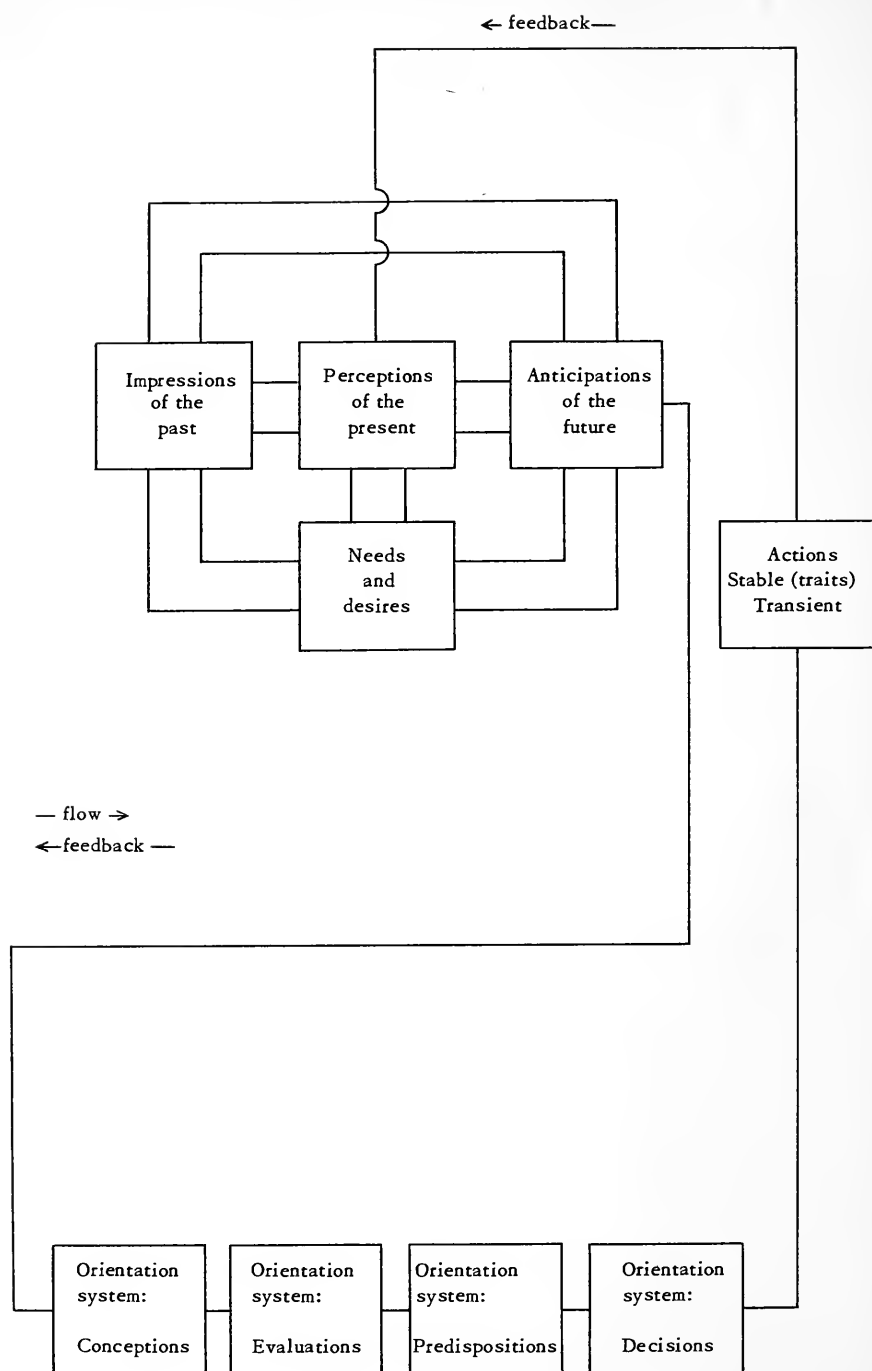 ← feedback—
Impressions
of the
past
Perceptions
of the
present
Anticipations
of the
future
Needs
and
desires
Actions
Stable (traits)
Transient
— flow →
←feedback —
Orientation
system:
Conceptions
Orientation
system:
Evaluations
Orientation
system:
Predispositions
Orientation
system:
Decisions